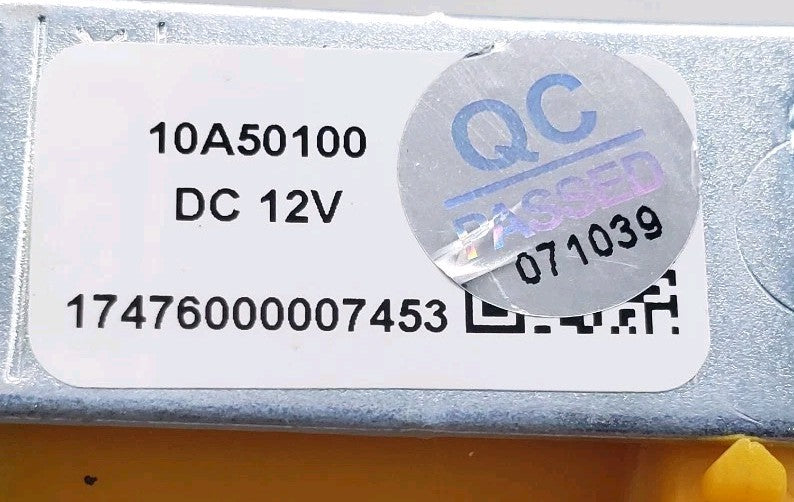 10A50100
DC 12V
17476000007453
QC
PASSED
071039